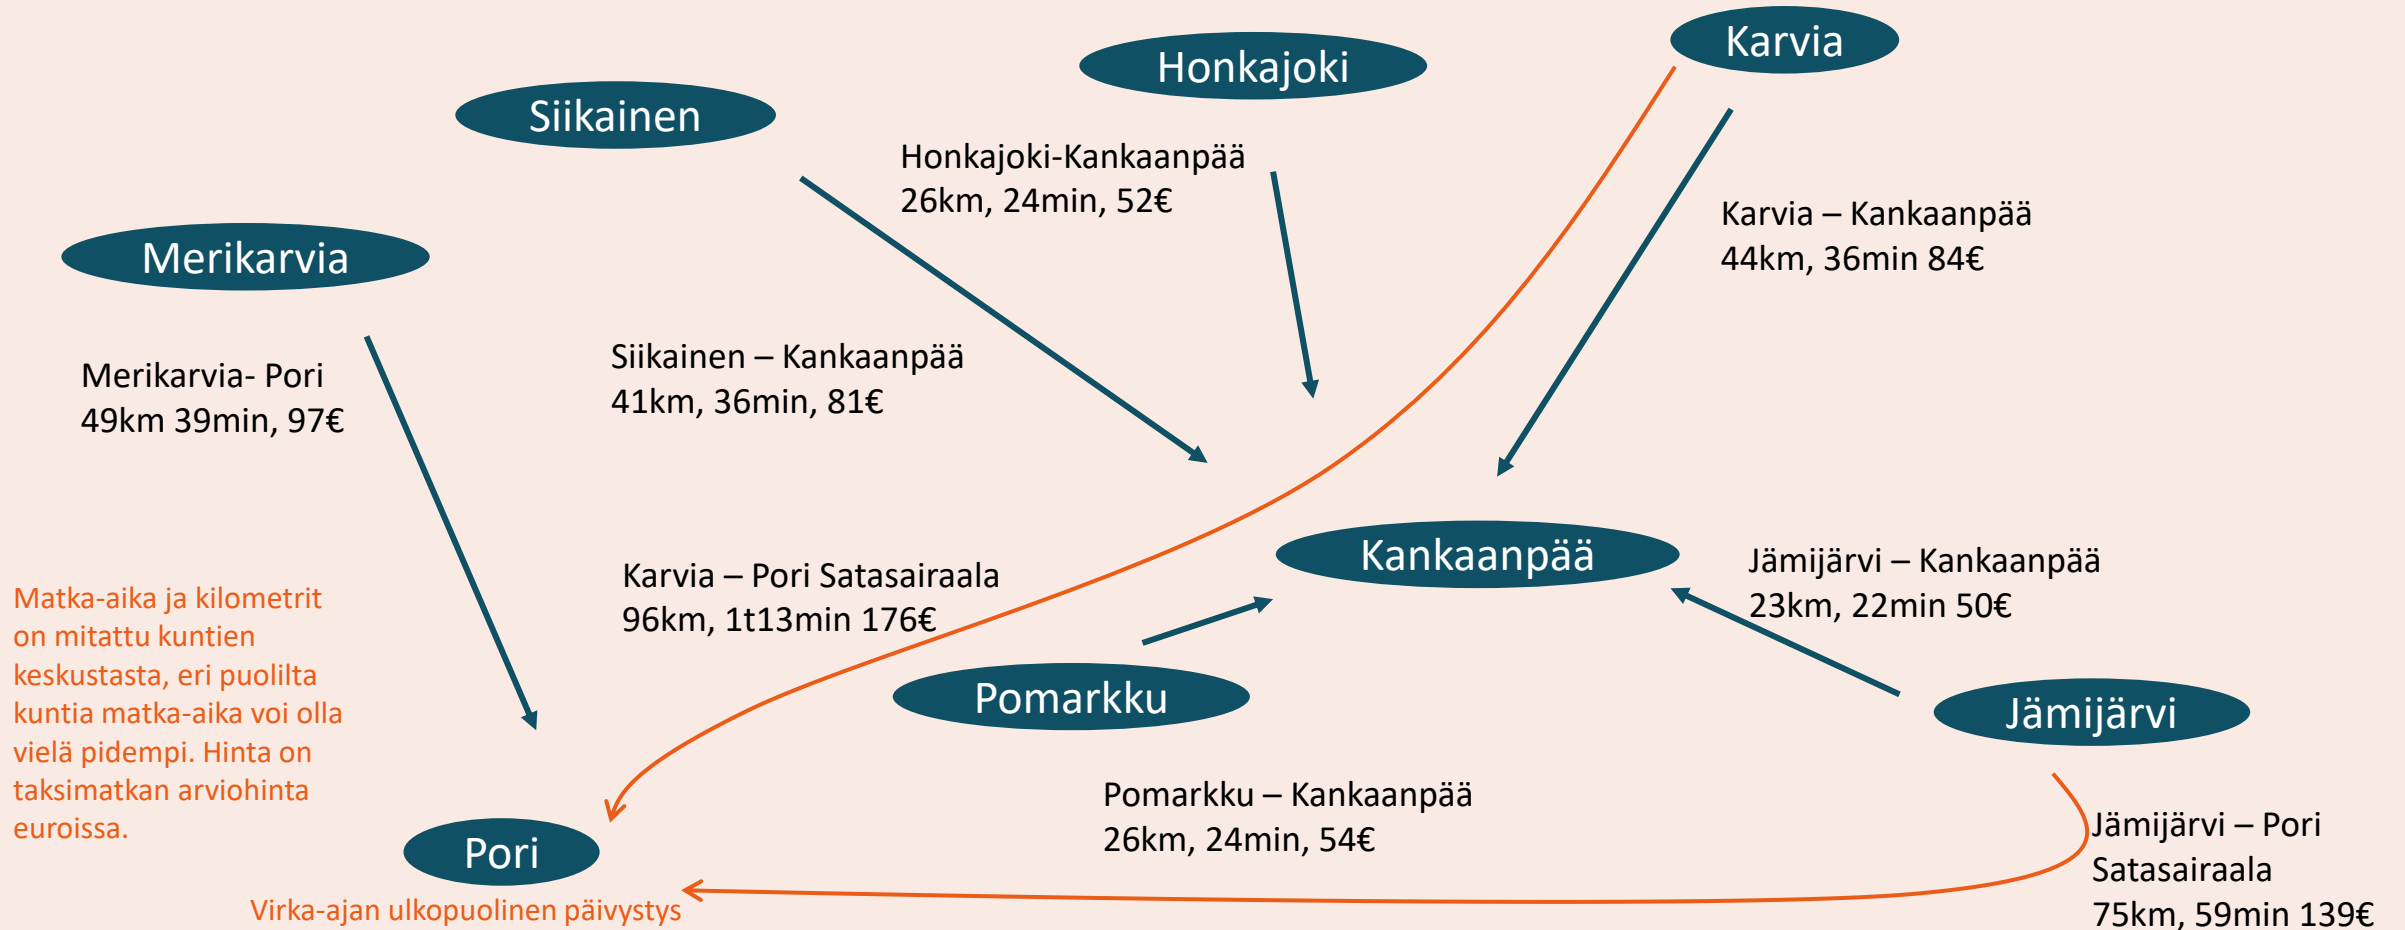 Karvia
Honkajoki
Siikainen
Honkajoki-Kankaanpää
26km, 24min, 52€
Karvia – Kankaanpää
44km, 36min 84€
Merikarvia
Siikainen – Kankaanpää
41km, 36min, 81€
Merikarvia- Pori
49km 39min, 97€
Kankaanpää
Jämijärvi – Kankaanpää
23km, 22min 50€
Karvia – Pori Satasairaala
96km, 1t13min 176€
Matka-aika ja kilometrit
on mitattu kuntien
keskustasta, eri puolilta
kuntia matka-aika voi olla
vielä pidempi. Hinta on
taksimatkan arviohinta
euroissa.
Pomarkku
Jämijärvi
Pomarkku – Kankaanpää
26km, 24min, 54€
Jämijärvi – Pori
Satasairaala
75km, 59min 139€
Pori
Virka-ajan ulkopuolinen päivystys